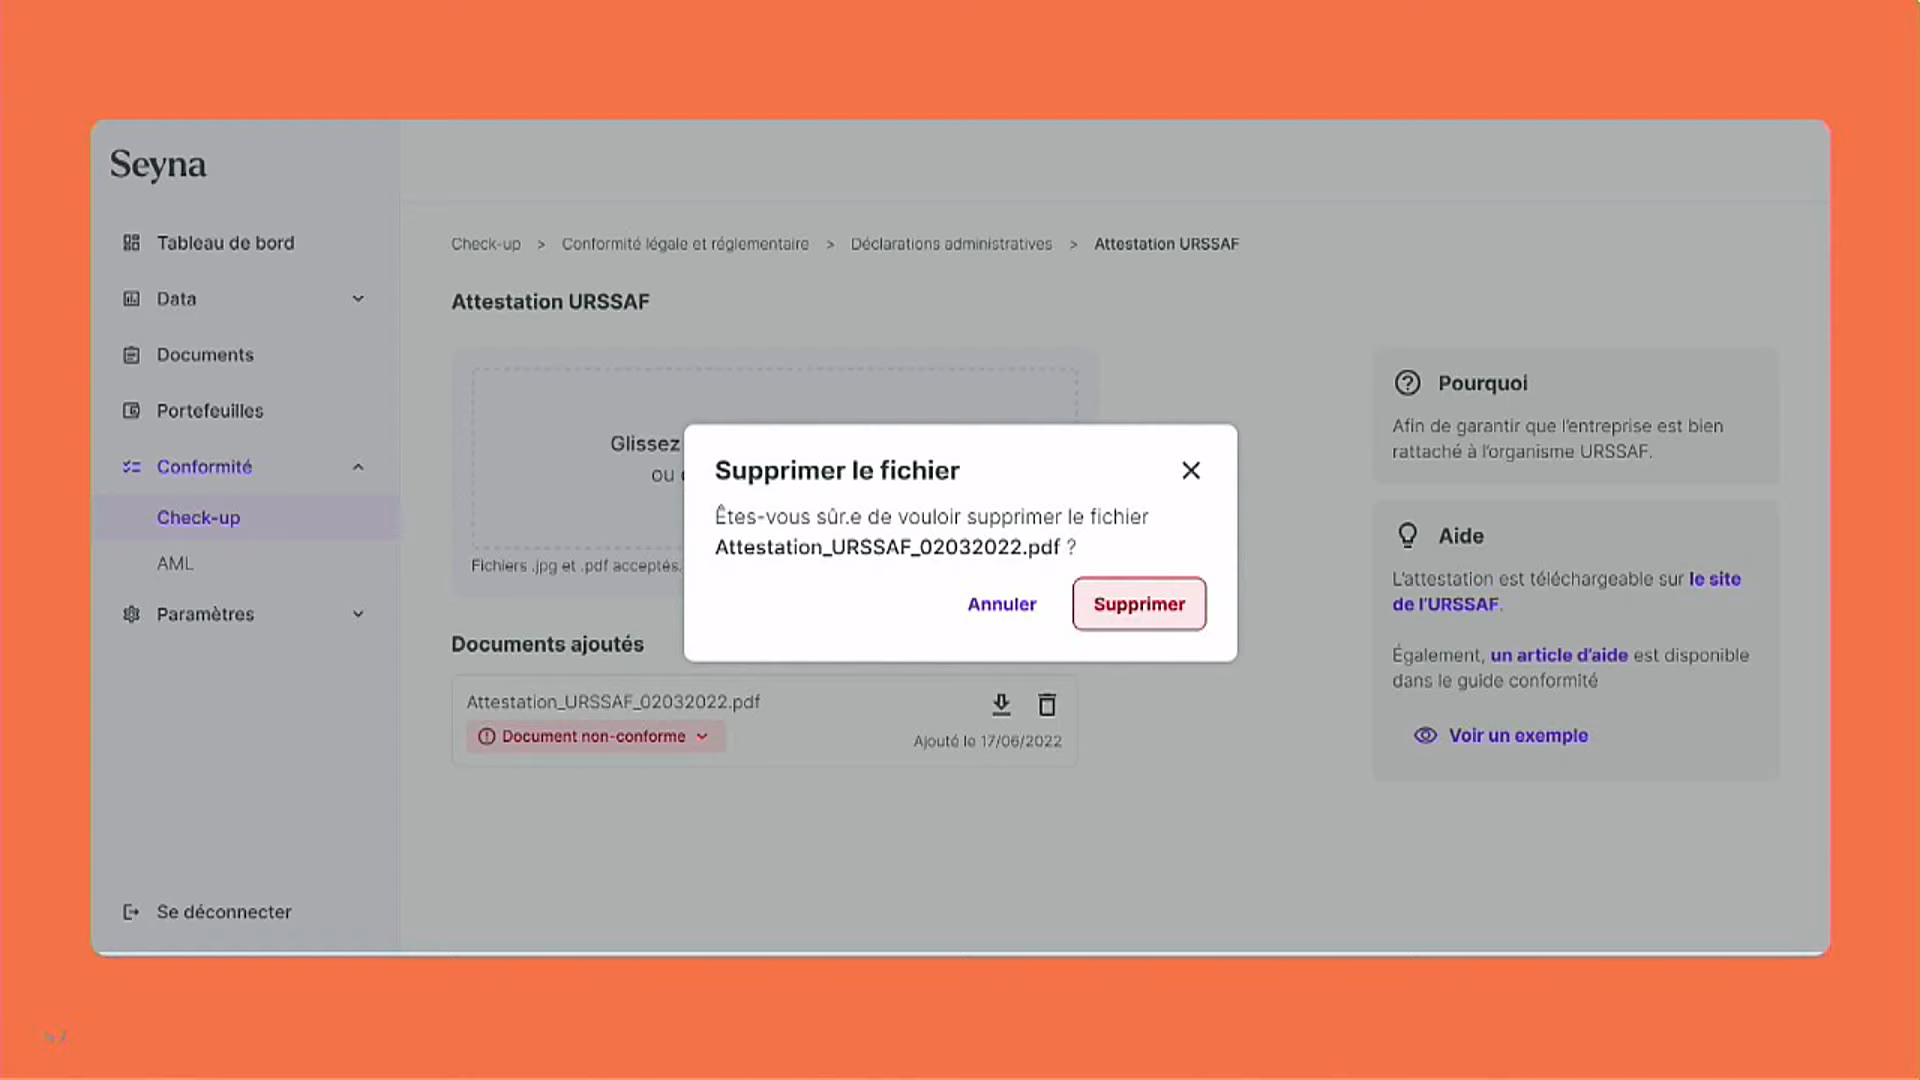 Seyna
Tableau de bord
Data
Documents
Portefeuilles
Conformité
Check-up
AML
Paramètres
Se déconnecter
Check-up > Conformité légale et réglementaire > Déclarations administratives > Attestation URSSAF
Attestation URSSAF
Glissez
ou
Fichiers .jpg et .pdf acceptés.
Supprimer le fichier
Êtes-vous sûr.e de vouloir supprimer le fichier
Attestation_URSSAF_02032022.pdf ?
Annuler
Supprimer
Documents ajoutés
Attestation_URSSAF_02032022.pdf
Document non-conforme
Ajouté le 17/06/2022
Pourquoi
Afin de garantir que l'entreprise est bien
rattaché à l'organisme URSSAF.
Aide
L'attestation est téléchargeable sur le site
de l'URSSAF.
Également, un article d'aide est disponible
dans le guide conformité
Voir un exemple